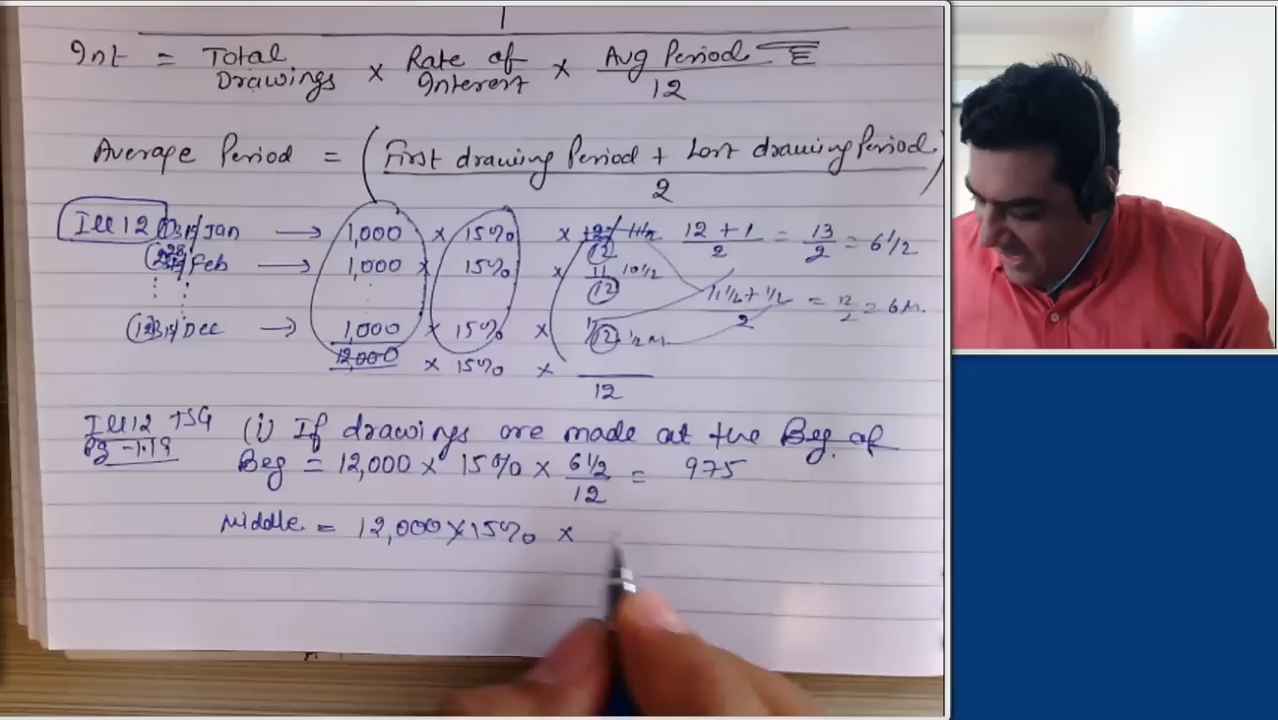 Int = Total Drawings × Rate of Interest × Avg Period / 12
Average Period = (First drawing Period + Last drawing Period) / 2
Ill 12 Jan → 1,000 × 15% × 12 + 1 / 2 = 13/2 = 6 1/2
Feb → 1,000 × 15% × 11/12 10 1/2
11 1/2 + 1/2 / 2 = 12/2 = 6 M.
Dec → 1,000 × 15% × 1/12 1/2 M
12,000 × 15% × /12
Ill 12 TSG (i) If drawings are made at the Beg of
Pg - 1.19 Beg = 12,000 × 15% × 6 1/2 / 12 = 975
Middle = 12,000 × 15% ×